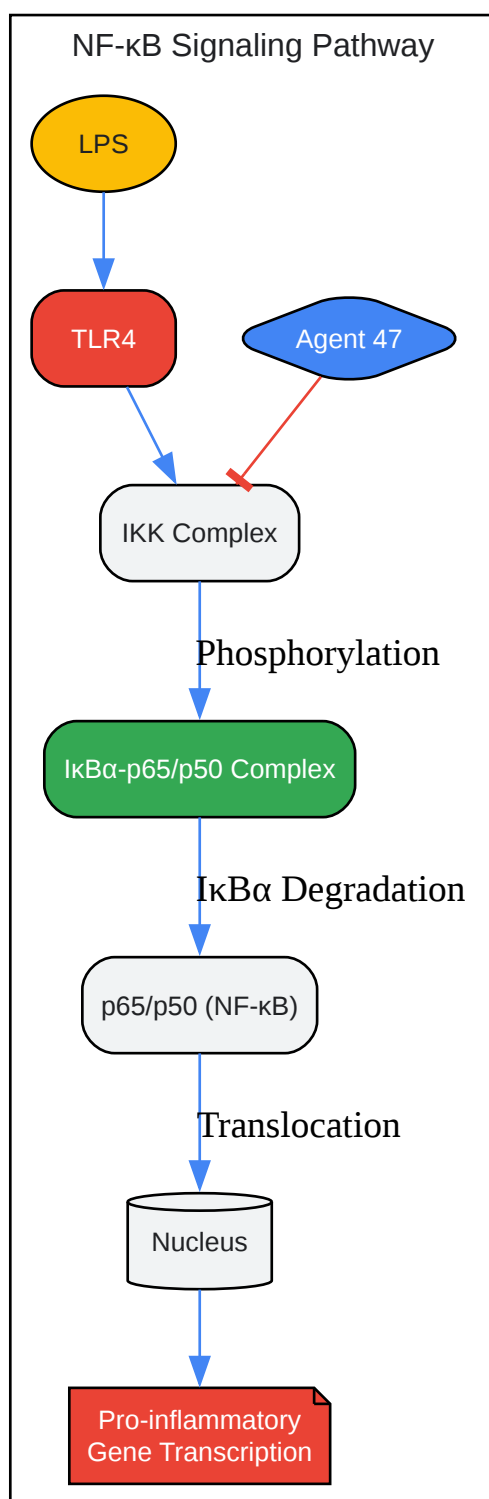 NF-κB Signaling Pathway
LPS
TLR4
Agent 47
IKK Complex
Phosphorylation
IκBα-p65/p50 Complex
IκBα Degradation
p65/p50 (NF-κB)
Translocation
Nucleus
Pro-inflammatory
Gene Transcription